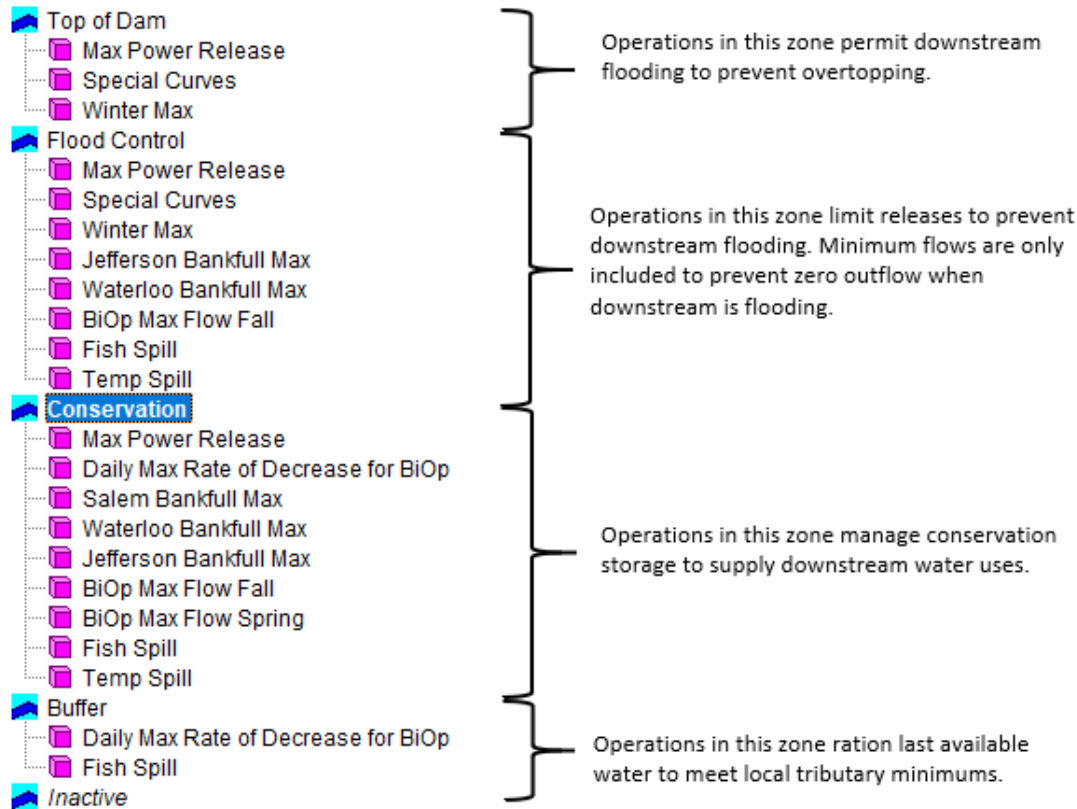 Top of Dam
Max Power Release
Special Curves
Winter Max
Operations in this zone permit downstream
flooding to prevent overtopping.
Flood Control
Max Power Release
Special Curves
Winter Max
Jefferson Bankfull Max
Waterloo Bankfull Max
BiOp Max Flow Fall
Fish Spill
Temp Spill
Operations in this zone limit releases to prevent
downstream flooding. Minimum flows are only
included to prevent zero outflow when
downstream is flooding.
Conservation
Max Power Release
Daily Max Rate of Decrease for BiOp
Salem Bankfull Max
Waterloo Bankfull Max
Jefferson Bankfull Max
BiOp Max Flow Fall
BiOp Max Flow Spring
Fish Spill
Temp Spill
Operations in this zone manage conservation
storage to supply downstream water uses.
Buffer
Daily Max Rate of Decrease for BiOp
Fish Spill
Inactive
Operations in this zone ration last available
water to meet local tributary minimums.